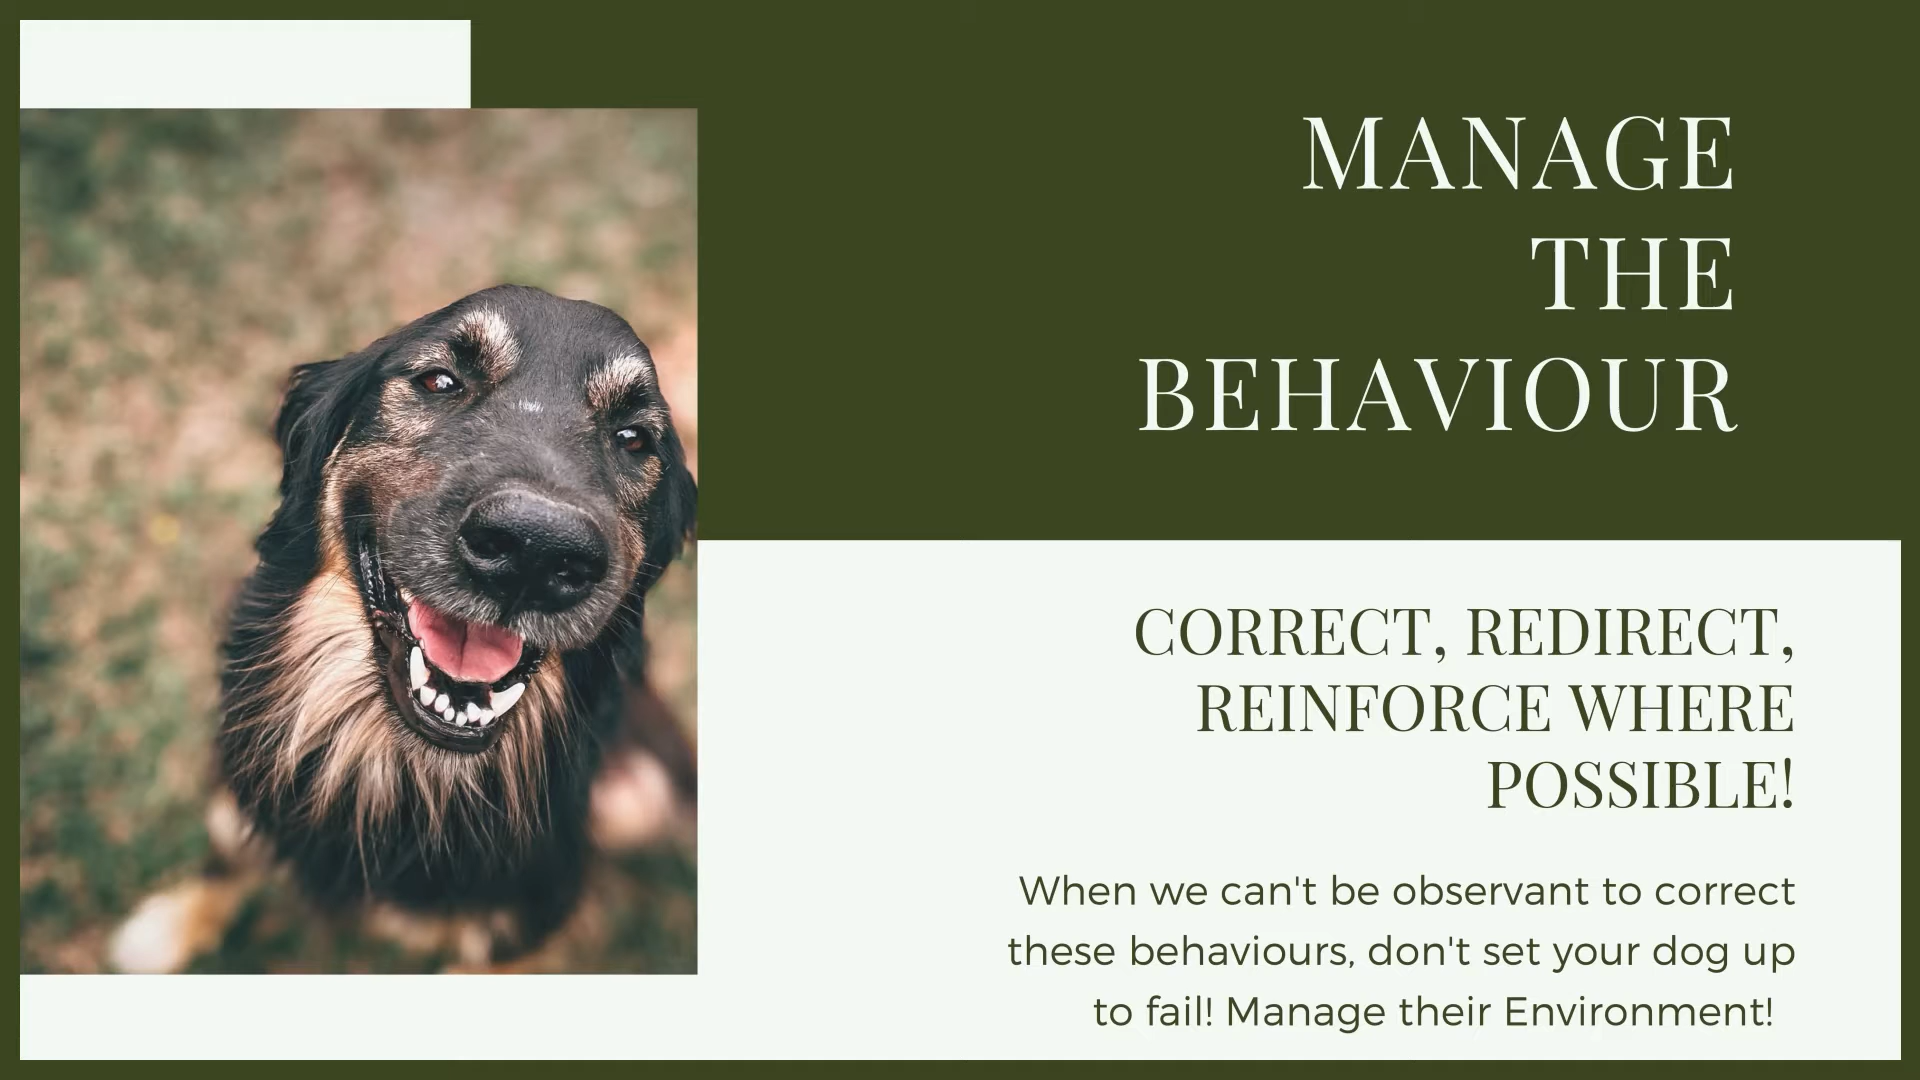 MANAGE
THE
BEHAVIOUR
CORRECT, REDIRECT,
REINFORCE WHERE
POSSIBLE!
When we can't be observant to correct
these behaviours, don't set your dog up
to fail! Manage their Environment!